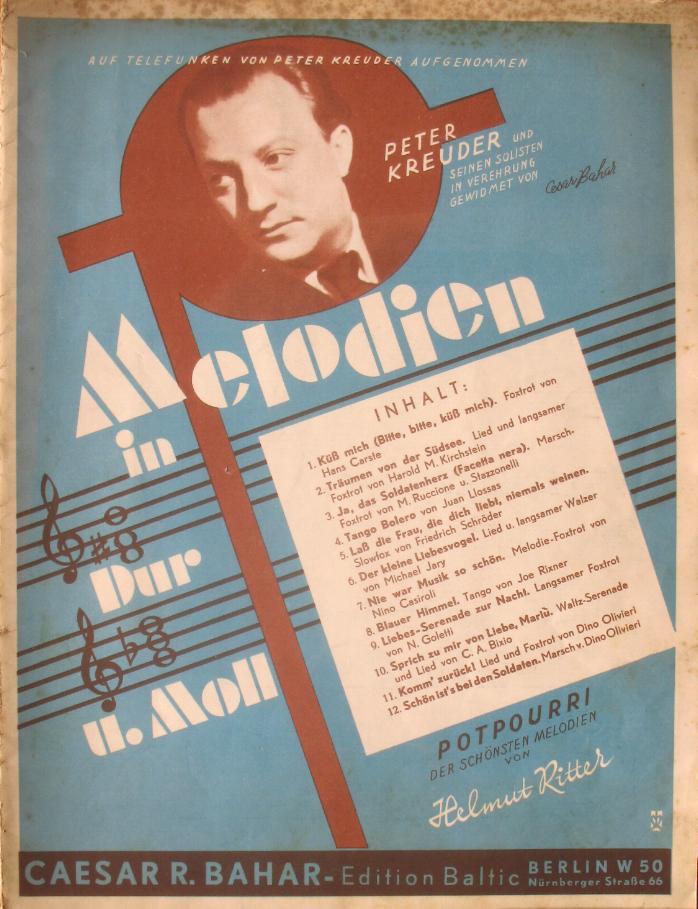 AUF TELEFUNKEN VON PETER KREUDER AUFGENOMMEN
PETER
KREUDER UND
SEINEN SOLISTEN
IN VEREHRUNG
GEWIDMET VON
Cesar Bahar
Melodien
in
Dur
u. Moll
INHALT:
1. Küß mich (Bitte, bitte, küß mich). Foxtrot von
Hans Carste
2. Träumen von der Südsee. Lied und langsamer
Foxtrot von Harold M. Kirchstein
3. Ja, das Soldatenherz (Facetta nera). Marsch-
Foxtrot von M. Ruccione u. Stazzonelli
4. Tango Bolero von Juan Llossas
5. Laß die Frau, die dich liebt, niemals weinen.
Slowfox von Friedrich Schröder
6. Der kleine Liebesvogel. Lied u. langsamer Walzer
von Michael Jary
7. Nie war Musik so schön. Melodie-Foxtrot von
Nino Casiroli
8. Blauer Himmel. Tango von Joe Rixner
9. Liebes-Serenade zur Nacht. Langsamer Foxtrot
von N. Goletti
10. Sprich zu mir von Liebe, Mariù. Waltz-Serenade
und Lied von C. A. Bixio
11. Komm' zurück! Lied und Foxtrot von Dino Olivieri
12. Schön ist's bei den Soldaten. Marsch v. Dino Olivieri
POTPOURRI
DER SCHÖNSTEN MELODIEN
VON
Helmut Ritter
CAESAR R. BAHAR - Edition Baltic BERLIN W 50
Nürnberger Straße 66